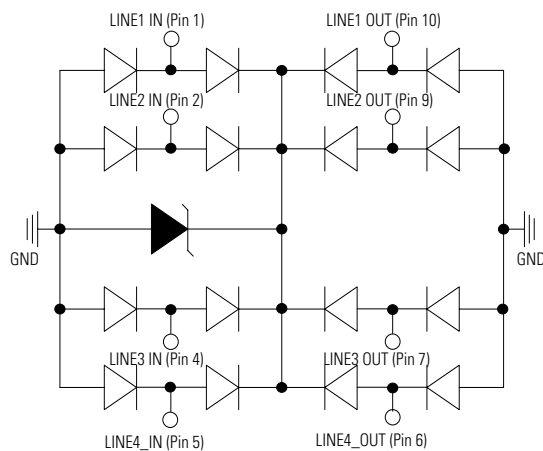 LINE1 IN (Pin 1) LINE1 OUT (Pin 10)
LINE2 IN (Pin 2) LINE2 OUT (Pin 9)
GND GND
LINE3 IN (Pin 4) LINE3 OUT (Pin 7)
LINE4_IN (Pin 5) LINE4_OUT (Pin 6)